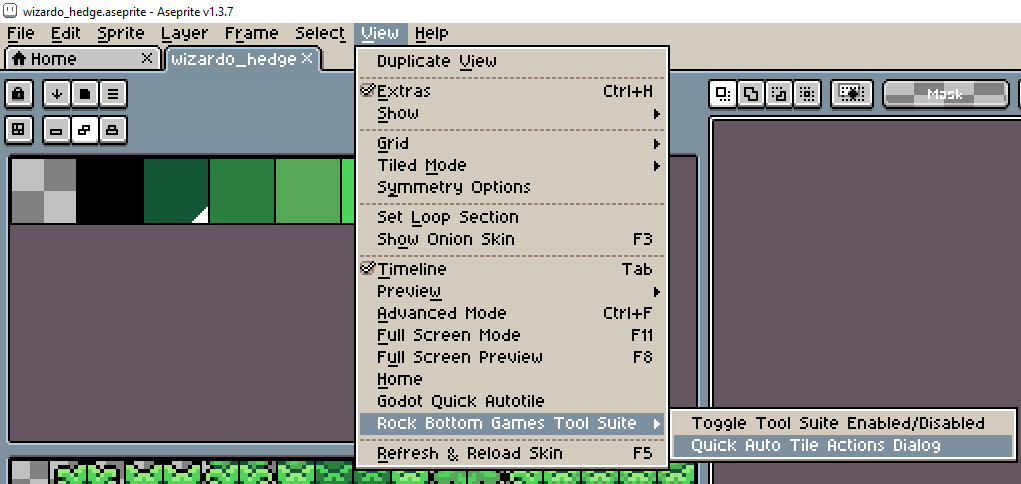 wizardo_hedge.aseprite - Aseprite v1.3.7
File Edit Sprite Layer Frame Select View Help
Home wizardo_hedge
Duplicate View
Extras Ctrl+H
Show
Mask
Grid
Tiled Mode
Symmetry Options
Set Loop Section
Show Onion Skin F3
Timeline Tab
Preview
Advanced Mode Ctrl+F
Full Screen Mode F11
Full Screen Preview F8
Home
Godot Quick Autotile
Rock Bottom Games Tool Suite
Toggle Tool Suite Enabled/Disabled
Quick Auto Tile Actions Dialog
Refresh & Reload Skin F5